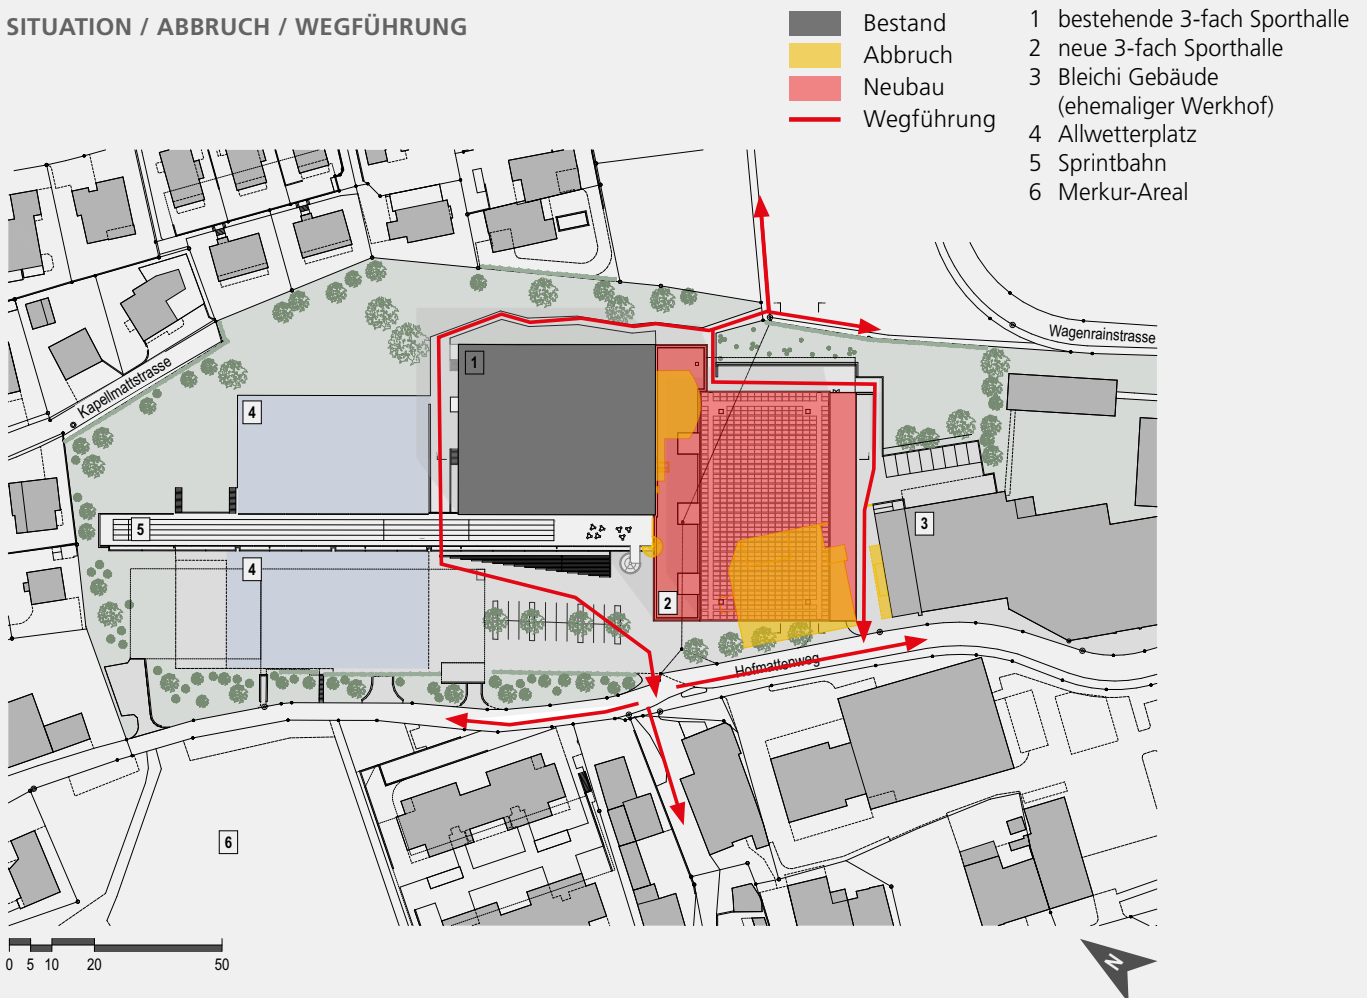 SITUATION / ABBRUCH / WEGFÜHRUNG
Bestand
Abbruch
Neubau
Wegführung
1 bestehende 3-fach Sporthalle
2 neue 3-fach Sporthalle
3 Bleichi Gebäude
(ehemaliger Werkhof)
4 Allwetterplatz
5 Sprintbahn
6 Merkur-Areal
Wagenrainstrasse
Kapellmattstrasse
1
4
5
3
4
2
Hofmattenweg
6
0 5 10 20 50
N